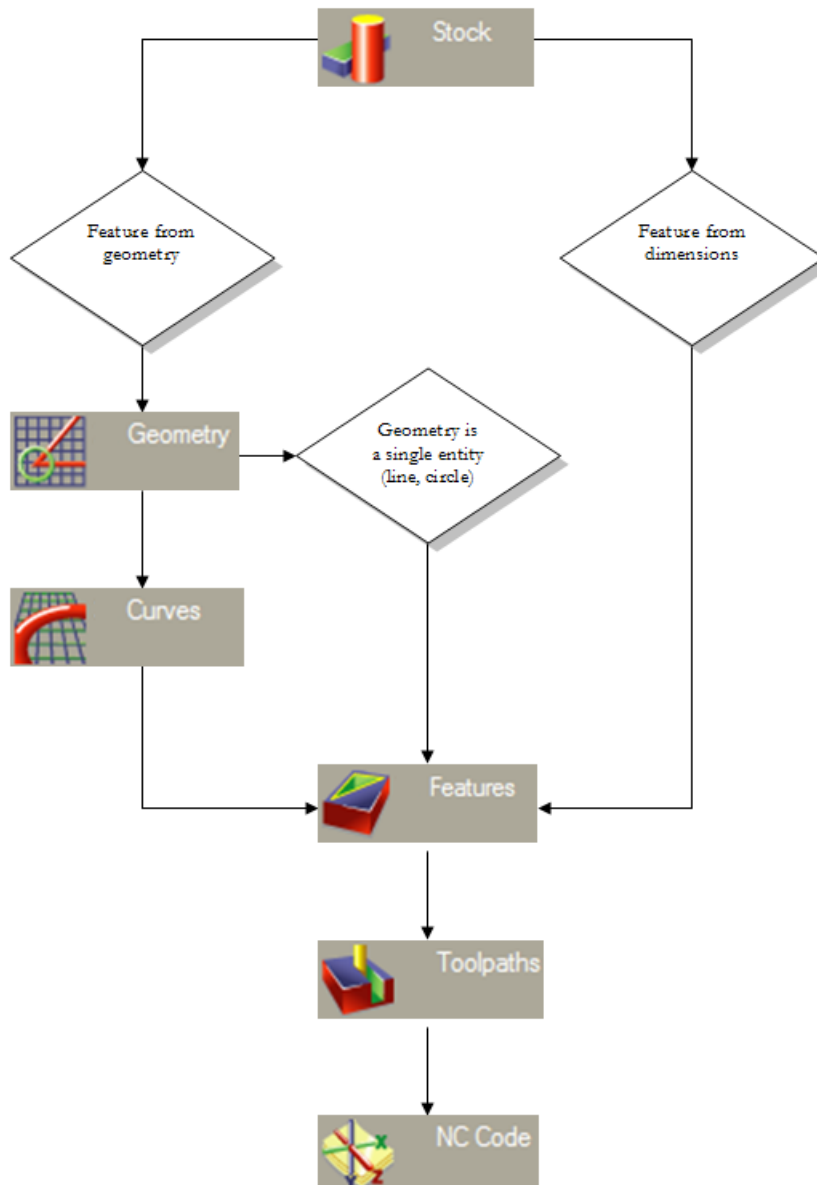 Stock
Feature from
geometry
Feature from
dimensions
Geometry
Geometry is
a single entity
(line, circle)
Curves
Features
Toolpaths
NC Code
X
Y
Z